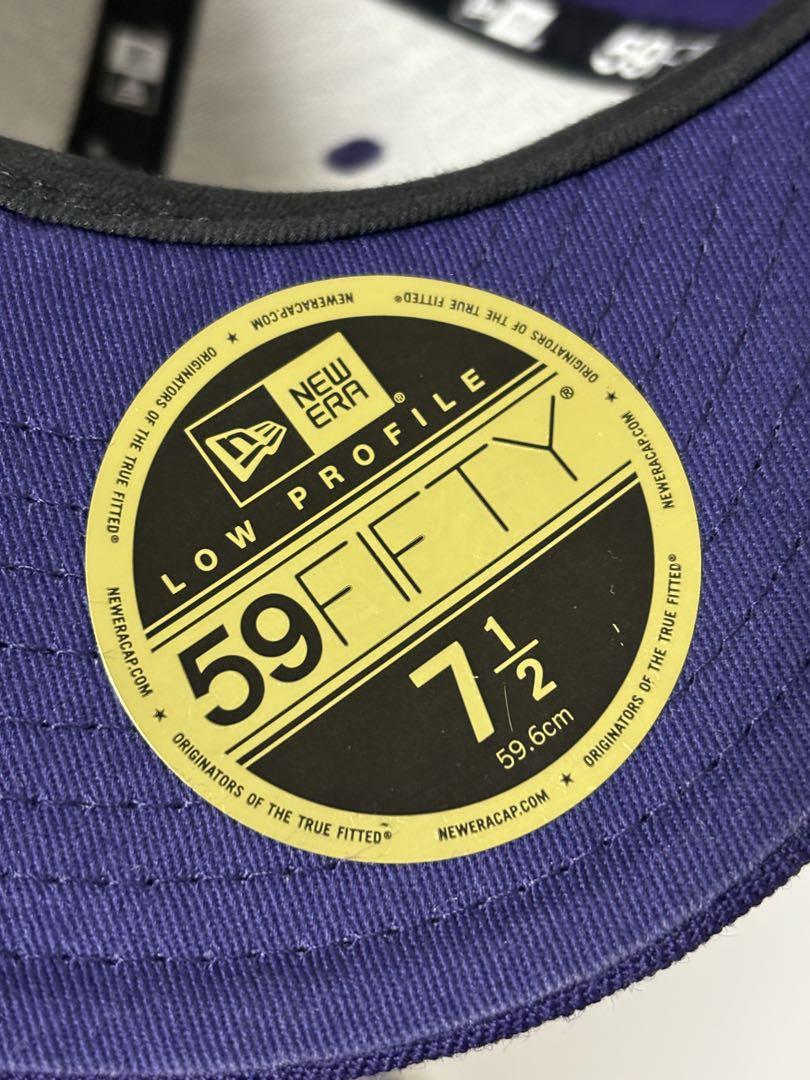 59
NEW
ERA®
LOW PROFILE
59FIFTY®
7 1/2
59.6cm
ORIGINATORS OF THE TRUE FITTED®
NEWERACAP.COM ★
ORIGINATORS OF THE TRUE FITTED®
NEWERACAP.COM ★
ORIGINATORS OF THE TRUE FITTED®
NEWERACAP.COM ★
ORIGINATORS OF THE TRUE FITTED®
NEWERACAP.COM ★